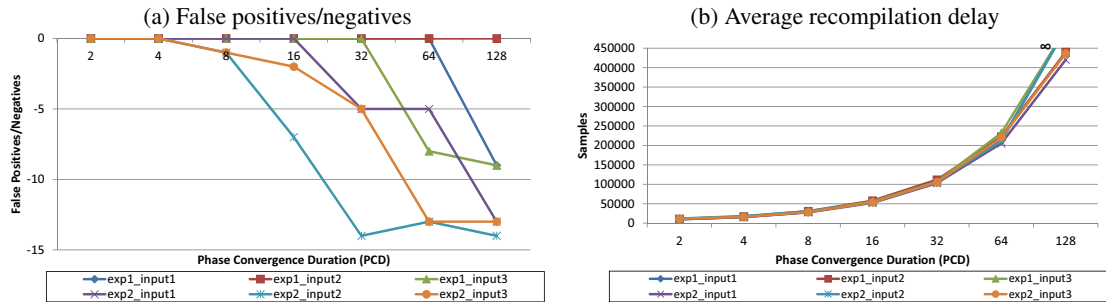 (a) False positives/negatives
0
2 4 8 16 32 64 128
-5
-10
-15
False Positives/Negatives
Phase Convergence Duration (PCD)
exp1_input1 exp1_input2 exp1_input3
exp2_input1 exp2_input2 exp2_input3
(b) Average recompilation delay
∞
450000
400000
350000
300000
250000
200000
150000
100000
50000
0
Samples
2 4 8 16 32 64 128
Phase Convergence Duration (PCD)
exp1_input1 exp1_input2 exp1_input3
exp2_input1 exp2_input2 exp2_input3